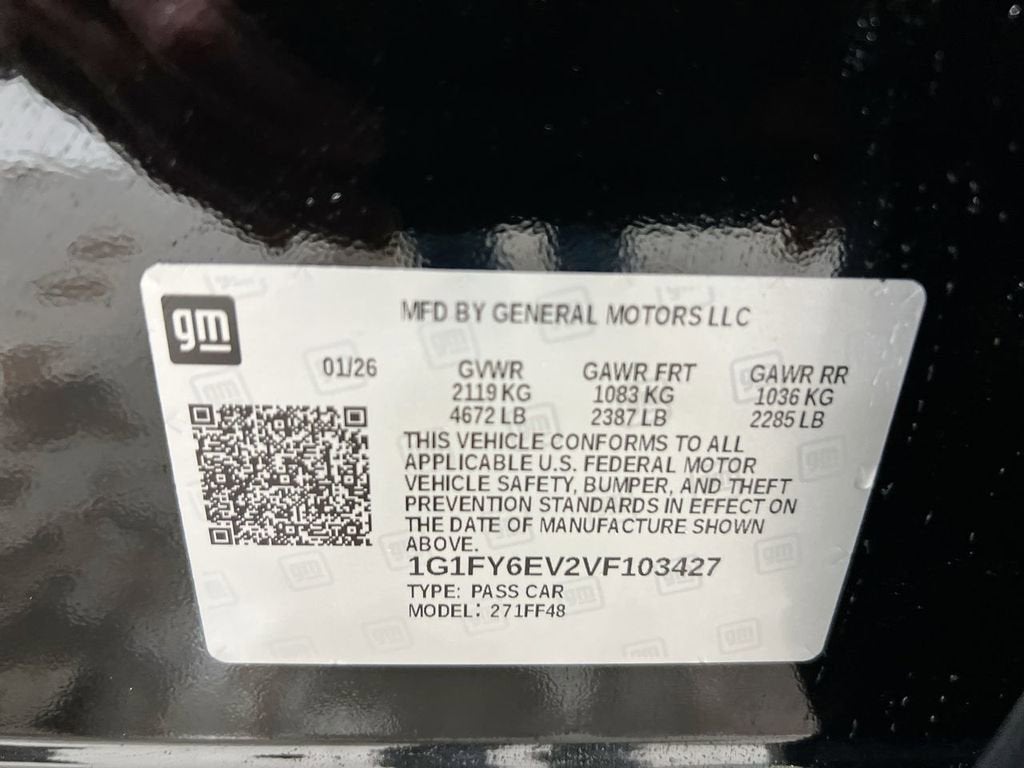 gm
MFD BY GENERAL MOTORS LLC
01/26 GVWR GAWR FRT GAWR RR
2119 KG 1083 KG 1036 KG
4672 LB 2387 LB 2285 LB
THIS VEHICLE CONFORMS TO ALL
APPLICABLE U.S. FEDERAL MOTOR
VEHICLE SAFETY, BUMPER, AND THEFT
PREVENTION STANDARDS IN EFFECT ON
THE DATE OF MANUFACTURE SHOWN
ABOVE.
1G1FY6EV2VF103427
TYPE: PASS CAR
MODEL: 271FF48